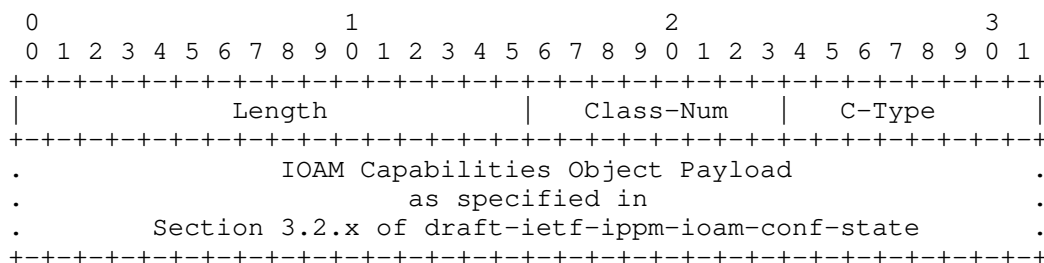 0                   1                   2                   3
 0 1 2 3 4 5 6 7 8 9 0 1 2 3 4 5 6 7 8 9 0 1 2 3 4 5 6 7 8 9 0 1
+-+-+-+-+-+-+-+-+-+-+-+-+-+-+-+-+-+-+-+-+-+-+-+-+-+-+-+-+-+-+-+-+
|             Length            |   Class-Num   |   C-Type      |
+-+-+-+-+-+-+-+-+-+-+-+-+-+-+-+-+-+-+-+-+-+-+-+-+-+-+-+-+-+-+-+-+
.                IOAM Capabilities Object Payload               .
.                        as specified in                        .
.        Section 3.2.x of draft-ietf-ippm-ioam-conf-state       .
+-+-+-+-+-+-+-+-+-+-+-+-+-+-+-+-+-+-+-+-+-+-+-+-+-+-+-+-+-+-+-+-+